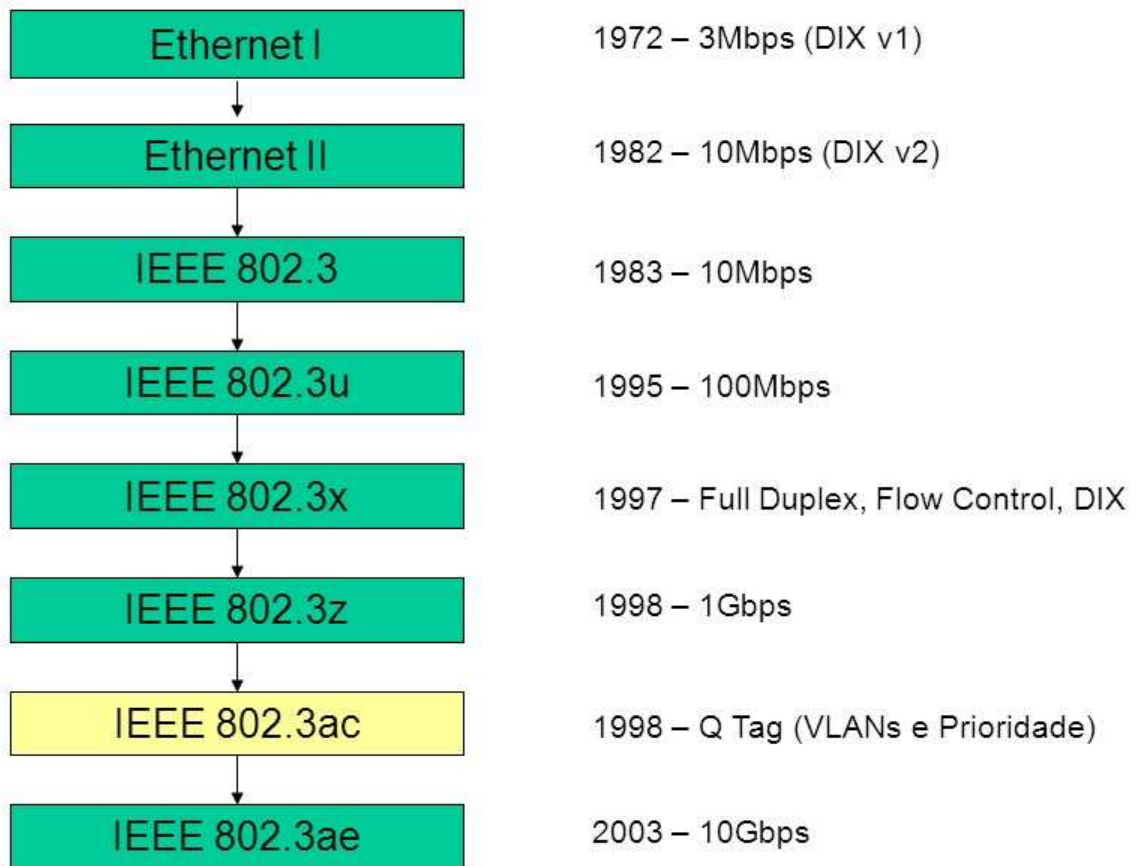 Ethernet I 1972 – 3Mbps (DIX v1)
Ethernet II 1982 – 10Mbps (DIX v2)
IEEE 802.3 1983 – 10Mbps
IEEE 802.3u 1995 – 100Mbps
IEEE 802.3x 1997 – Full Duplex, Flow Control, DIX
IEEE 802.3z 1998 – 1Gbps
IEEE 802.3ac 1998 – Q Tag (VLANs e Prioridade)
IEEE 802.3ae 2003 – 10Gbps